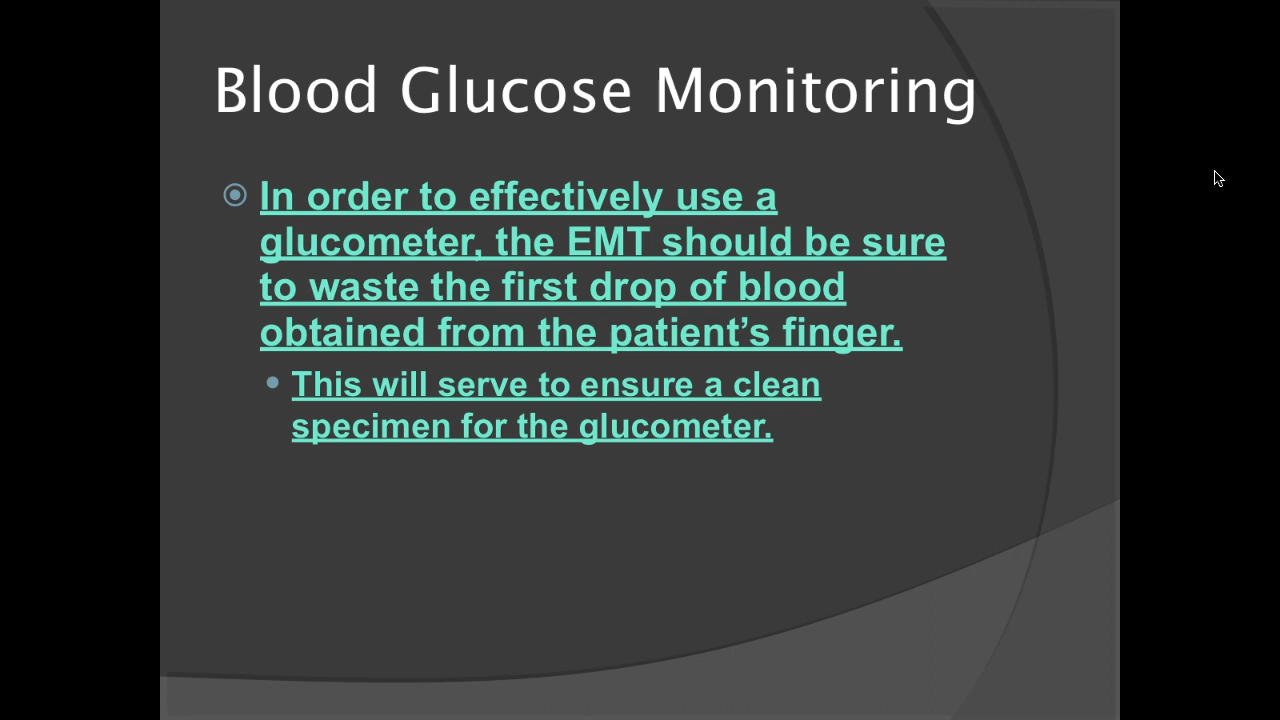 Blood Glucose Monitoring
In order to effectively use a
glucometer, the EMT should be sure
to waste the first drop of blood
obtained from the patient’s finger.
This will serve to ensure a clean
specimen for the glucometer.